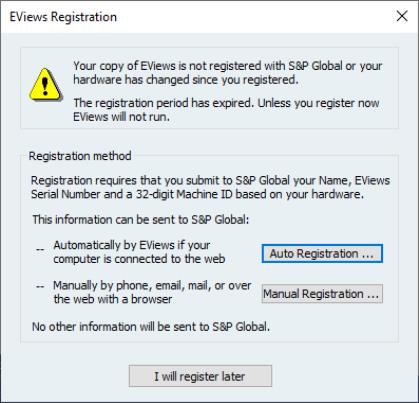 EViews Registration
Your copy of EViews is not registered with S&P Global or your
hardware has changed since you registered.
The registration period has expired. Unless you register now
EViews will not run.
Registration method
Registration requires that you submit to S&P Global your Name, EViews
Serial Number and a 32-digit Machine ID based on your hardware.
This information can be sent to S&P Global:
-- Automatically by EViews if your
computer is connected to the web
Auto Registration ...
-- Manually by phone, email, mail, or over
the web with a browser
Manual Registration ...
No other information will be sent to S&P Global.
I will register later